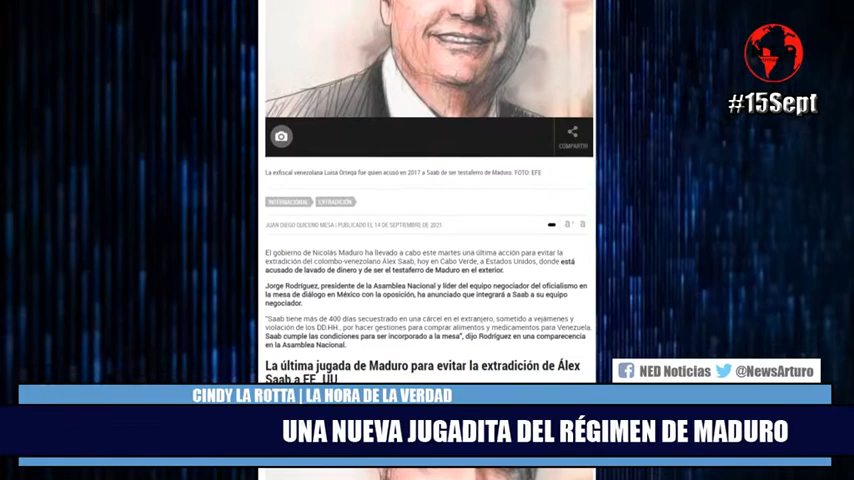 #15Sept
COMPARTIR
La exfiscal venezolana Luisa Ortega fue quien acusó en 2017 a Saab de ser testaferro de Maduro. FOTO: EFE
INTERNACIONAL EXTRADICIÓN
JUAN DIEGO QUICENO MESA | PUBLICADO EL 14 DE SEPTIEMBRE DE 2021
El gobierno de Nicolás Maduro ha llevado a cabo este martes una última acción para evitar la
extradición del colombo-venezolano Álex Saab, hoy en Cabo Verde, a Estados Unidos, donde está
acusado de lavado de dinero y de ser el testaferro de Maduro en el exterior.
Jorge Rodríguez, presidente de la Asamblea Nacional y líder del equipo negociador del oficialismo en
la mesa de diálogo en México con la oposición, ha anunciado que integrará a Saab a su equipo
negociador.
"Saab tiene más de 400 días secuestrado en una cárcel en el extranjero, sometido a vejámenes y
violación de los DD.HH., por hacer gestiones para comprar alimentos y medicamentos para Venezuela.
Saab cumple las condiciones para ser incorporado a la mesa", dijo Rodríguez en una comparecencia
en la Asamblea Nacional.
La última jugada de Maduro para evitar la extradición de Álex
Saab a EE. UU
NED Noticias @NewsArturo
CINDY LA ROTTA | LA HORA DE LA VERDAD
UNA NUEVA JUGADITA DEL RÉGIMEN DE MADURO